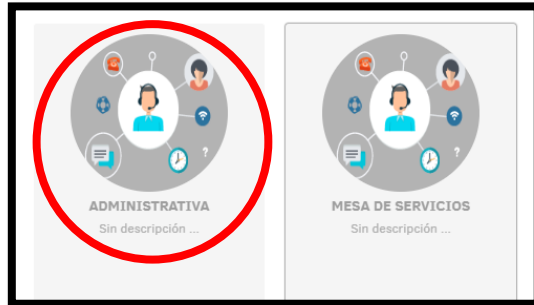 ADMINISTRATIVA
Sin descripción ...
MESA DE SERVICIOS
Sin descripción ...
?
?